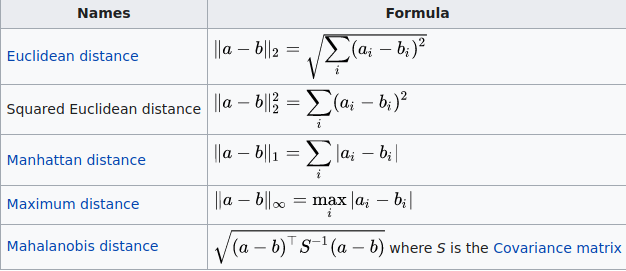 Names Formula
Euclidean distance ‖a − b‖₂ = √(∑ᵢ (aᵢ − bᵢ)²)
Squared Euclidean distance ‖a − b‖₂² = ∑ᵢ (aᵢ − bᵢ)²
Manhattan distance ‖a − b‖₁ = ∑ᵢ |aᵢ − bᵢ|
Maximum distance ‖a − b‖∞ = maxᵢ |aᵢ − bᵢ|
Mahalanobis distance √((a − b)⊤S⁻¹(a − b)) where S is the Covariance matrix